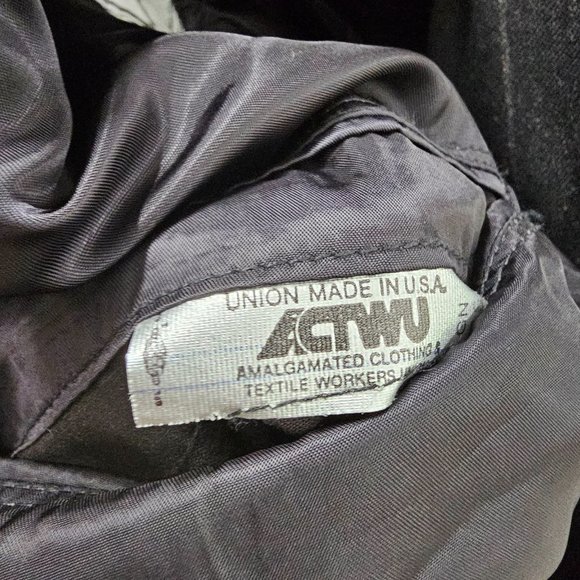 UNION MADE IN U.S.A.
ACTWU
AMALGAMATED CLOTHING &
TEXTILE WORKERS